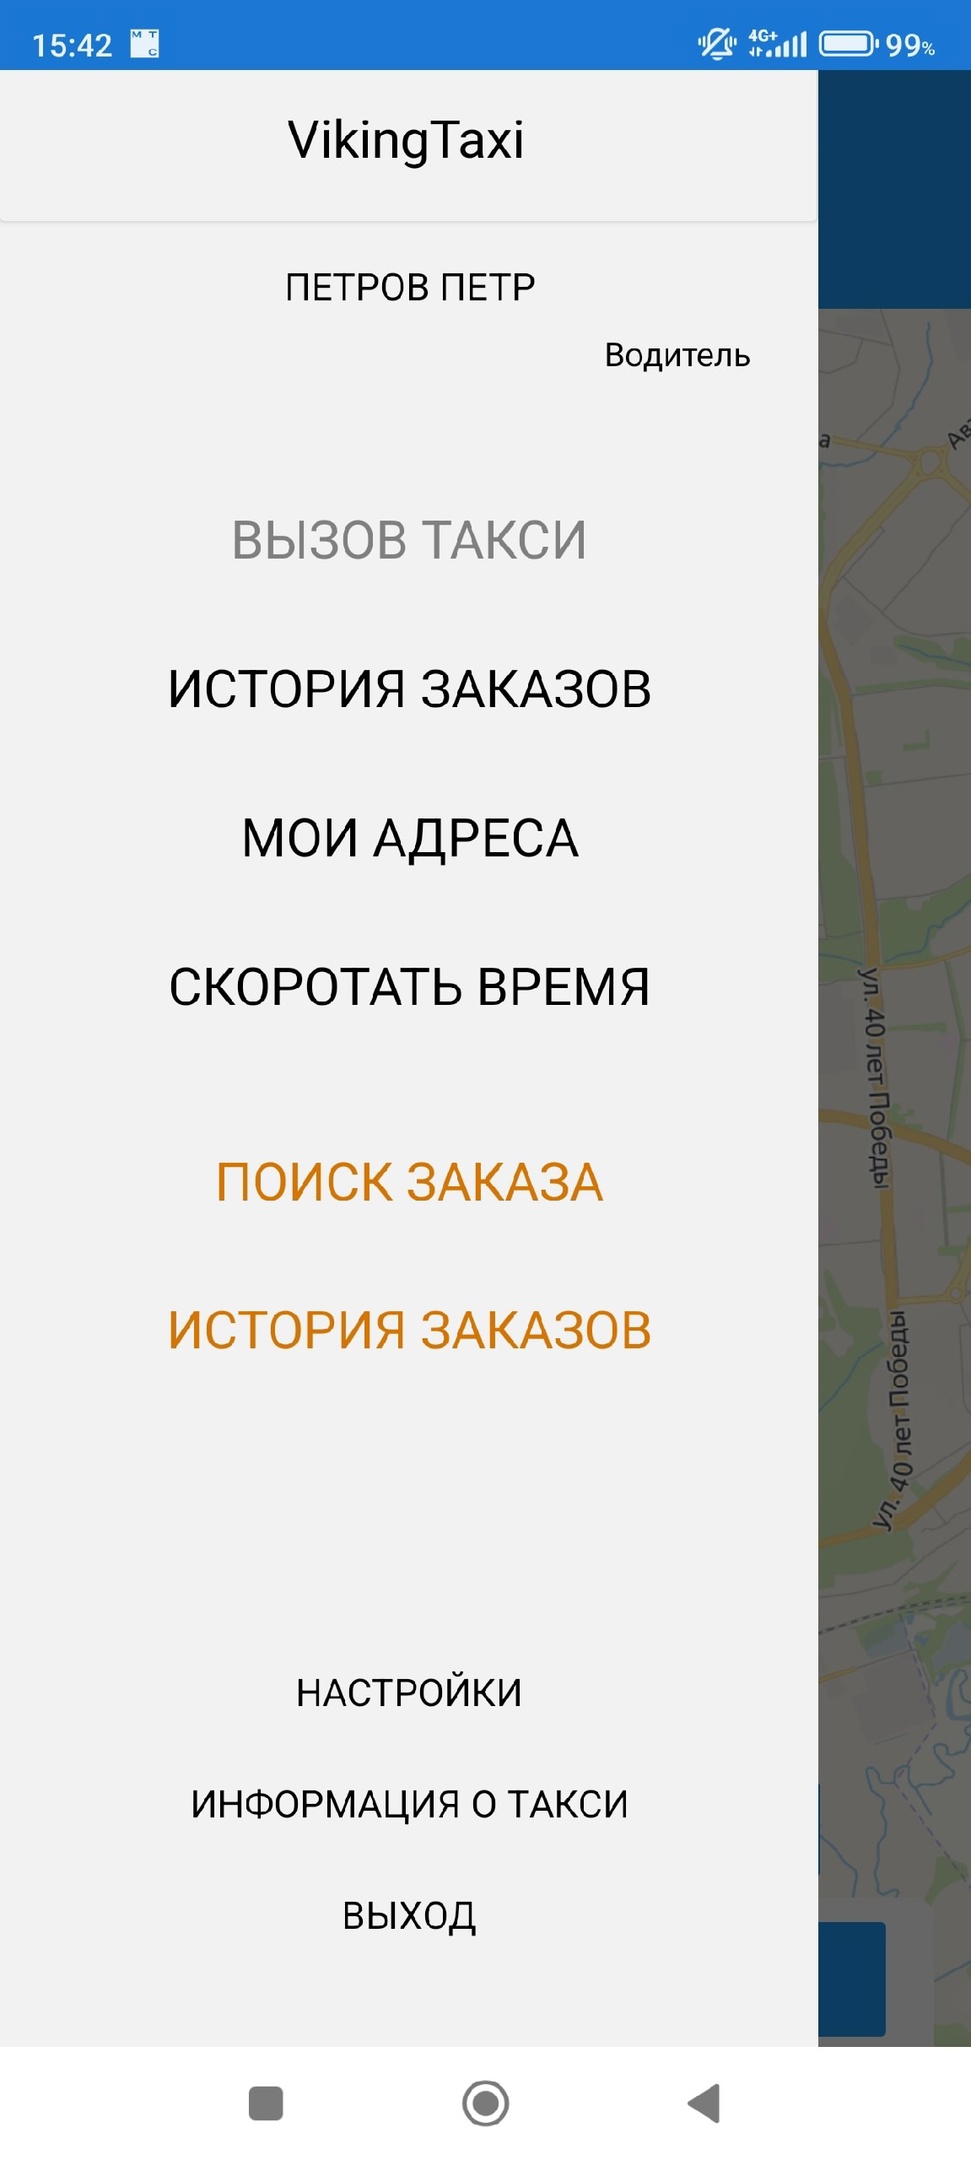 15:42 М Т С 4G+ 99%
VikingTaxi
ПЕТРОВ ПЕТР
Водитель
ВЫЗОВ ТАКСИ
ИСТОРИЯ ЗАКАЗОВ
МОИ АДРЕСА
СКОРОТАТЬ ВРЕМЯ
ПОИСК ЗАКАЗА
ИСТОРИЯ ЗАКАЗОВ
НАСТРОЙКИ
ИНФОРМАЦИЯ О ТАКСИ
ВЫХОД
ул. 40 лет Победы
ул. 40 лет Победы